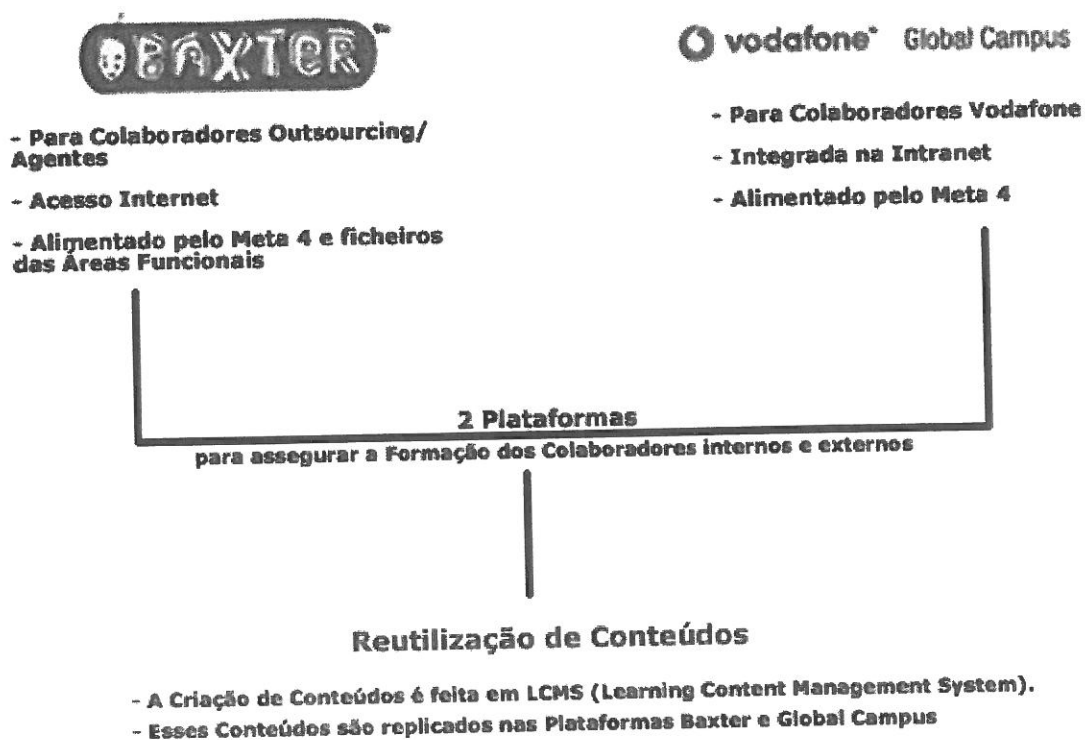 BAXTER™
- Para Colaboradores Outsourcing/
Agentes
- Acesso Internet
- Alimentado pelo Meta 4 e ficheiros
das Áreas Funcionais
vodafone* Global Campus
- Para Colaboradores Vodafone
- Integrada na Intranet
- Alimentado pelo Meta 4
2 Plataformas
para assegurar a Formação dos Colaboradores internos e externos
Reutilização de Conteúdos
- A Criação de Conteúdos é feita em LCMS (Learning Content Management System).
- Esses Conteúdos são replicados nas Plataformas Baxter e Global Campus